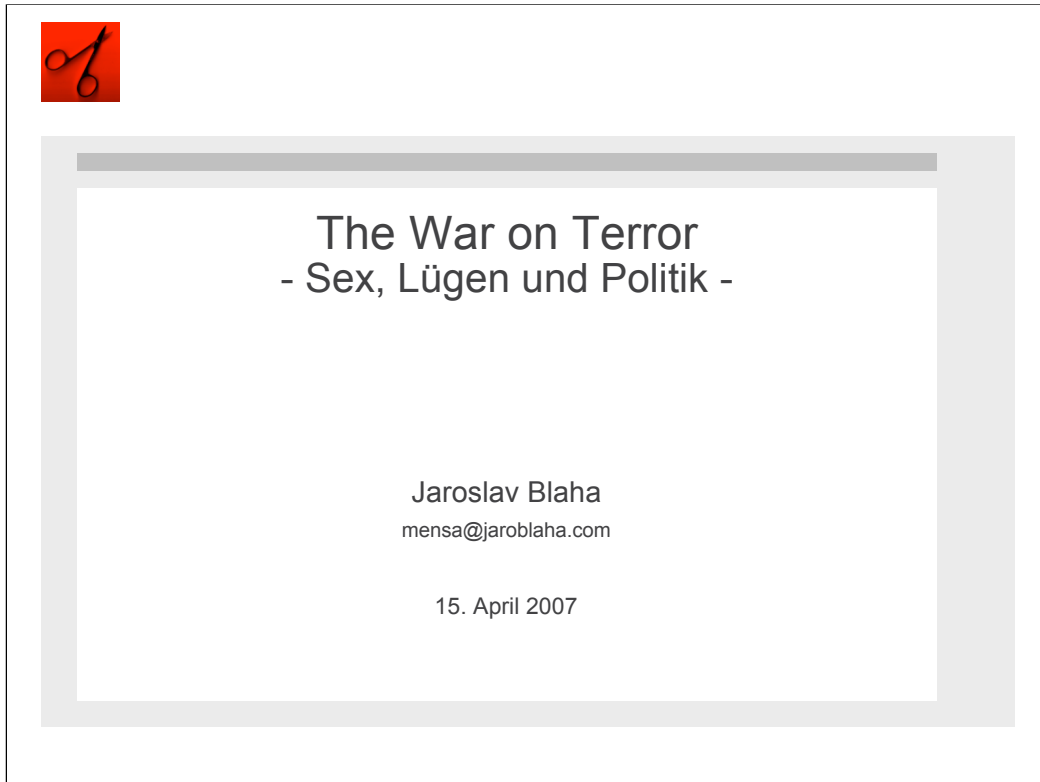 The War on Terror
- Sex, Lügen und Politik -
Jaroslav Blaha
mensa@jaroblaha.com
15. April 2007